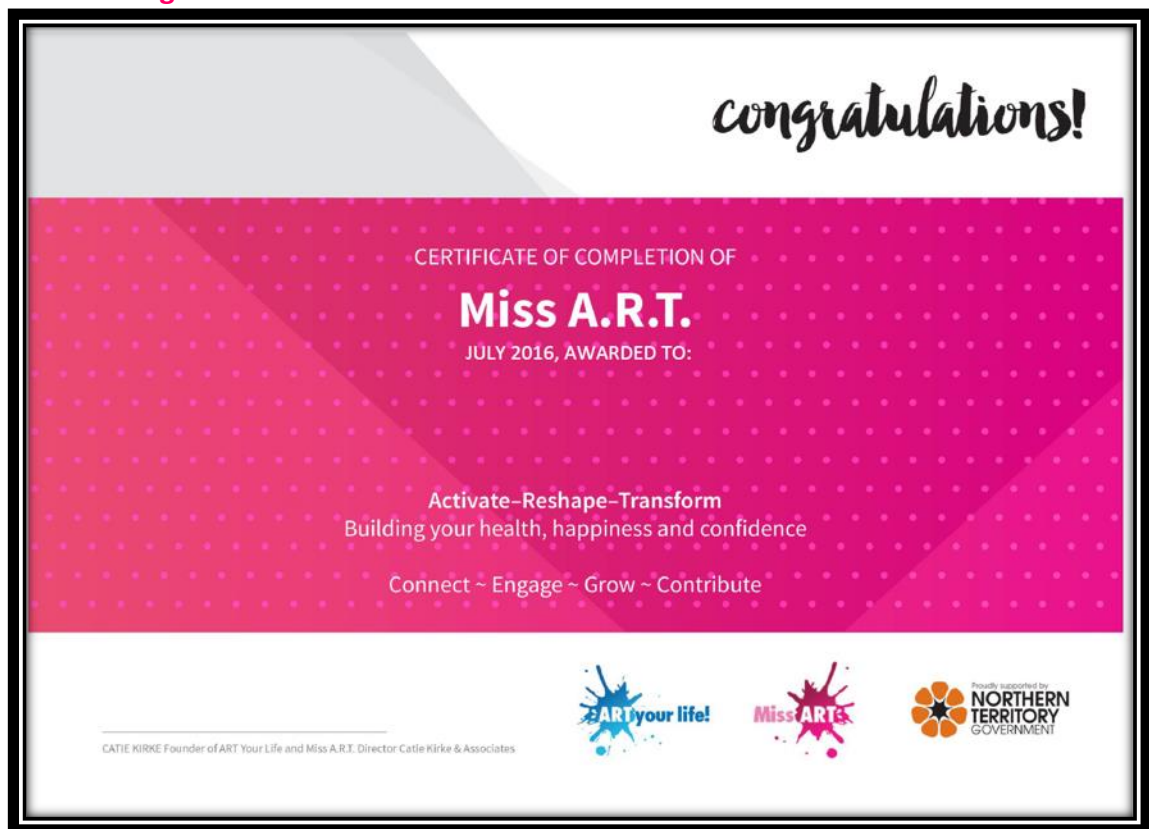 congratulations!
CERTIFICATE OF COMPLETION OF
Miss A.R.T.
JULY 2016, AWARDED TO:
Activate–Reshape–Transform
Building your health, happiness and confidence
Connect ~ Engage ~ Grow ~ Contribute
CATIE KIRKE Founder of ART Your Life and Miss A.R.T. Director Catie Kirke & Associates
ARTyour life!
Miss ART
Proudly supported by
NORTHERN
TERRITORY
GOVERNMENT